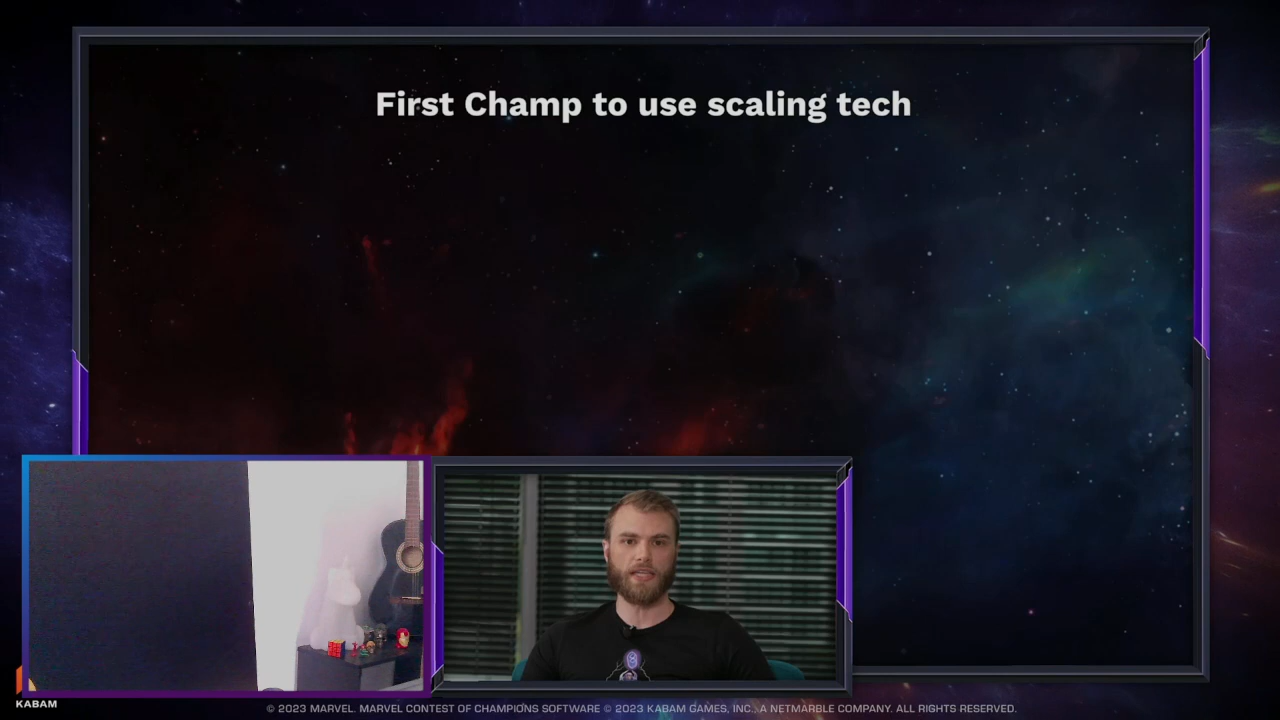 First Champ to use scaling tech
KABAM
© 2023 MARVEL. MARVEL CONTEST OF CHAMPIONS SOFTWARE © 2023 KABAM GAMES, INC., A NETMARBLE COMPANY. ALL RIGHTS RESERVED.